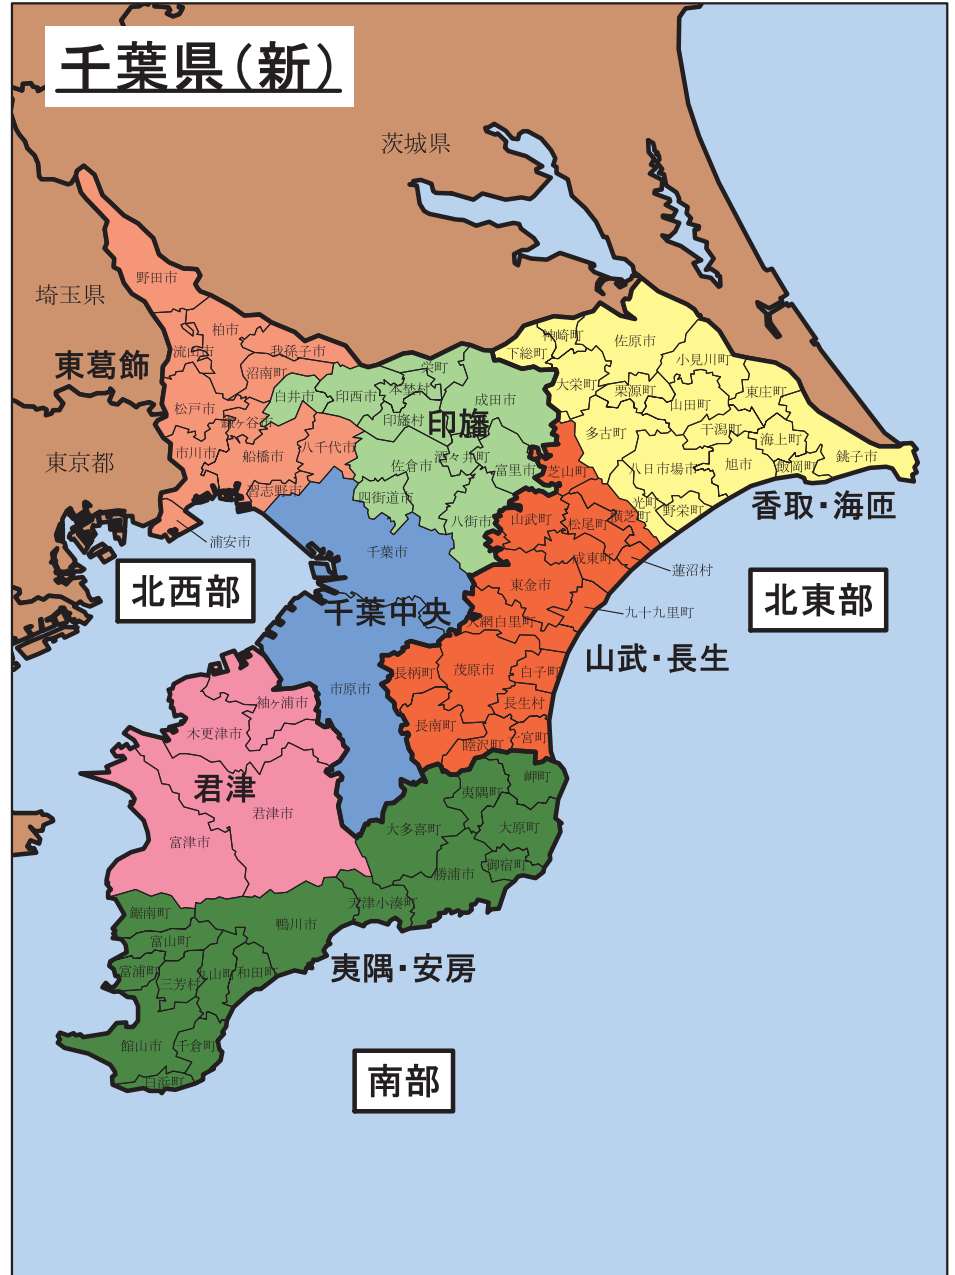 千葉県(新)
茨城県
野田市
埼玉県
柏市
神崎町
佐原市
流山市
我孫子市
下総町
小見川町
東葛飾
沼南町
栄町
大栄町
栗源町
東庄町
白井市
印西市
本埜村
成田市
山田町
松戸市
鎌ヶ谷市
印旛村
印旛
多古町
干潟町
海上町
市川市
船橋市
八千代市
佐倉市
酒々井町
富里市
芝山町
八日市場市
旭市
飯岡町
銚子市
東京都
習志野市
四街道市
光町
野栄町
香取・海匝
八街市
山武町
松尾町
横芝町
浦安市
千葉市
成東町
蓮沼村
北西部
東金市
北東部
千葉中央
大網白里町
九十九里町
山武・長生
市原市
長柄町
茂原市
白子町
袖ヶ浦市
長生村
木更津市
長南町
睦沢町
一宮町
君津
夷隅町
岬町
君津市
大多喜町
大原町
富津市
勝浦市
御宿町
鋸南町
天津小湊町
鴨川市
富山町
夷隅・安房
富浦町
三芳村
丸山町
和田町
館山市
千倉町
白浜町
南部